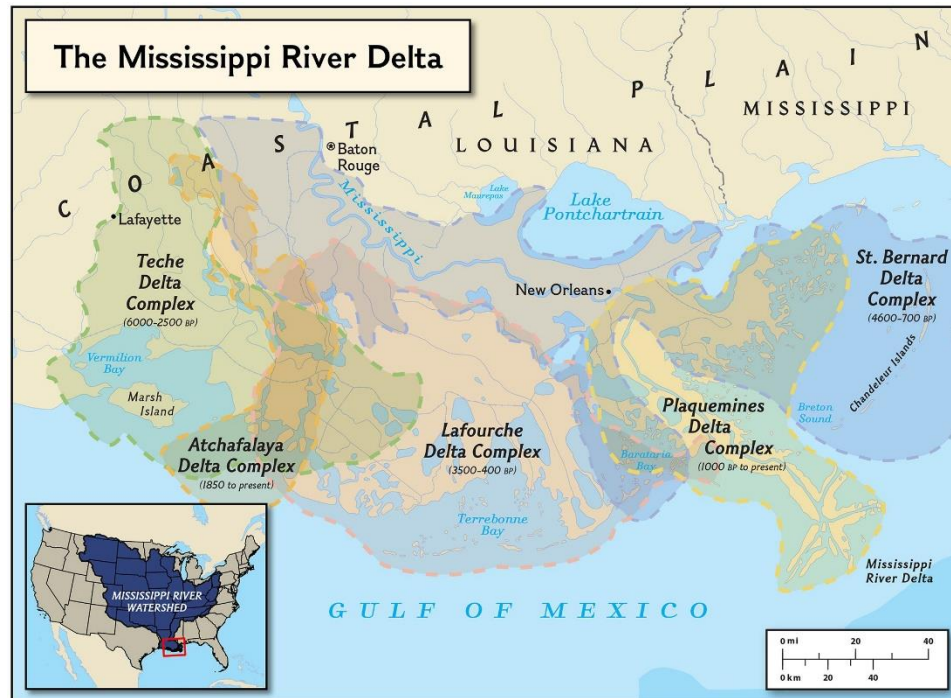 The Mississippi River Delta
COASTAL PLAIN
LOUISIANA
MISSISSIPPI
Baton
Rouge
Lake
Maurepas
Lake
Pontchartrain
Mississippi
Lafayette
New Orleans
Teche
Delta
Complex
(6000-2500 BP)
St. Bernard
Delta
Complex
(4600-700 BP)
Chandeleur Islands
Vermilion
Bay
Marsh
Island
Atchafalaya
Delta Complex
(1850 to present)
Lafourche
Delta Complex
(3500-400 BP)
Plaquemines
Delta
Complex
(1000 BP to present)
Breton
Sound
Barataria
Bay
Terrebonne
Bay
Mississippi
River Delta
GULF OF MEXICO
MISSISSIPPI RIVER
WATERSHED
0 mi 20 40
0 km 20 40